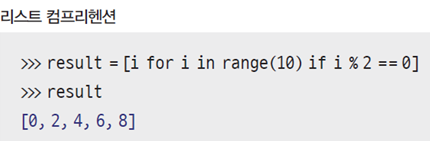 리스트 컴프리헨션
>>> result = [i for i in range(10) if i % 2 == 0]
>>> result
[0, 2, 4, 6, 8]